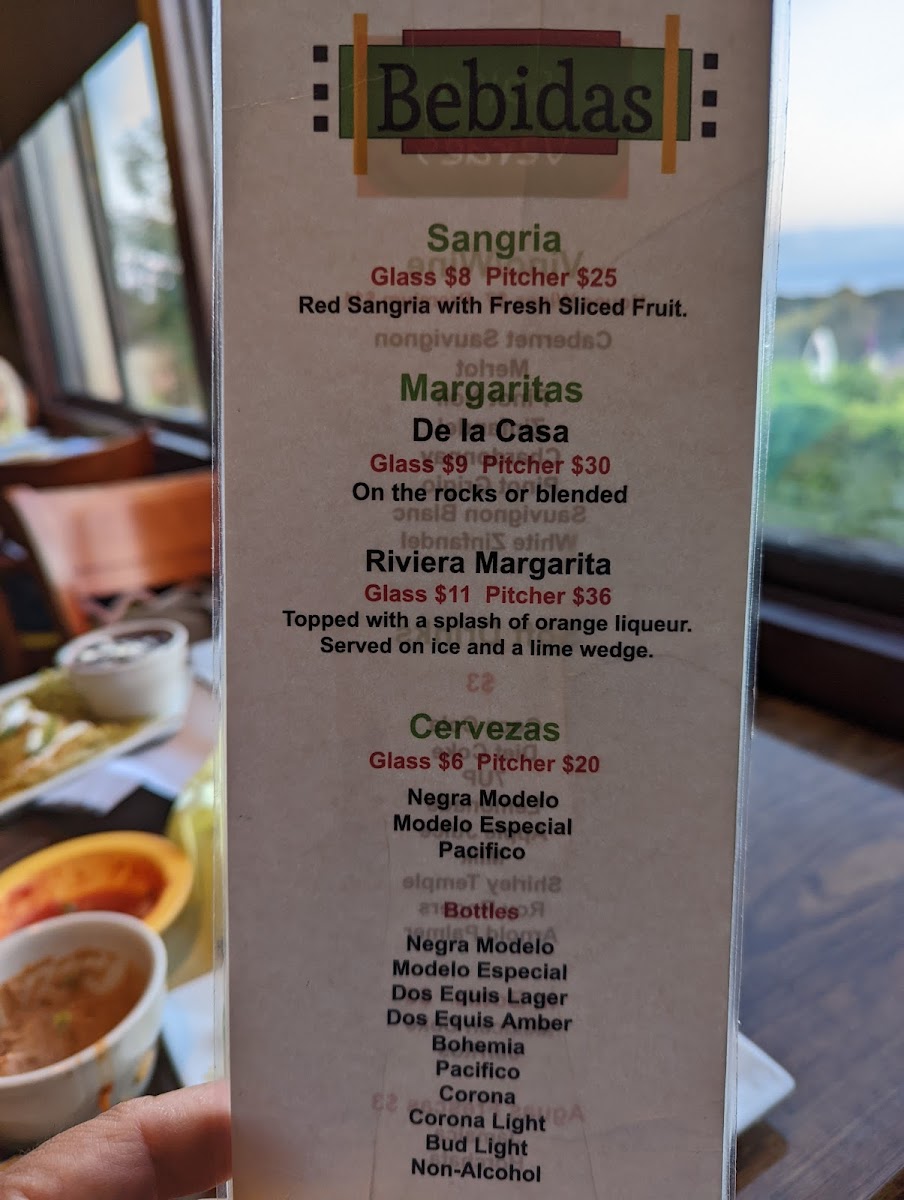 Bebidas
Sangria
Glass $8 Pitcher $25
Red Sangria with Fresh Sliced Fruit.
Margaritas
De la Casa
Glass $9 Pitcher $30
On the rocks or blended
Riviera Margarita
Glass $11 Pitcher $36
Topped with a splash of orange liqueur.
Served on ice and a lime wedge.
Cervezas
Glass $6 Pitcher $20
Negra Modelo
Modelo Especial
Pacifico
Bottles
Negra Modelo
Modelo Especial
Dos Equis Lager
Dos Equis Amber
Bohemia
Pacifico
Corona
Corona Light
Bud Light
Non-Alcohol